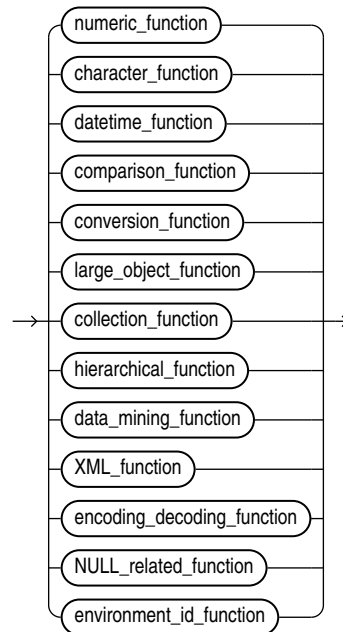 numeric_function
character_function
datetime_function
comparison_function
conversion_function
large_object_function
collection_function
hierarchical_function
data_mining_function
XML_function
encoding_decoding_function
NULL_related_function
environment_id_function